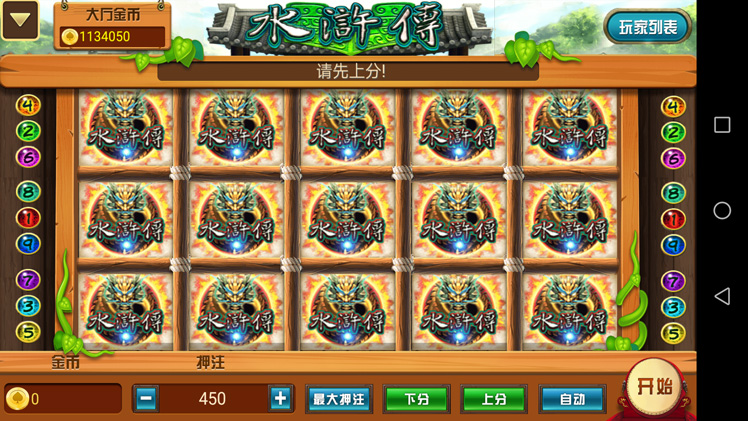 大厅金币
1134050
水滸傳
玩家列表
请先上分!
4 4
2 2
6 6
8 8
1 1
9 9
7 7
3 3
5 5
水滸傳 水滸傳 水滸傳 水滸傳 水滸傳
水滸傳 水滸傳 水滸傳 水滸傳 水滸傳
水滸傳 水滸傳 水滸傳 水滸傳 水滸傳
金币 押注
0 - 450 + 最大押注 下分 上分 自动 开始